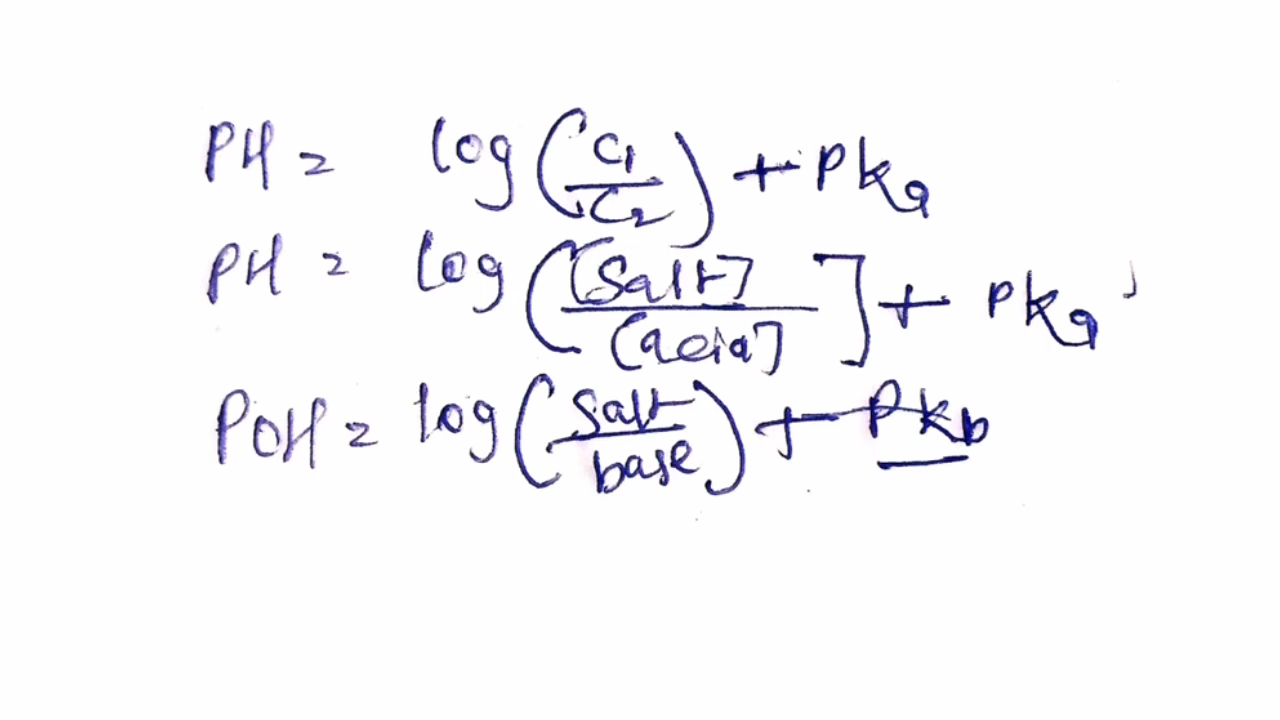 PH = log(C1/C2) + Pka
PH = log([Salt]/[acid]] + Pka
POH = log(Salt/base) + Pkb